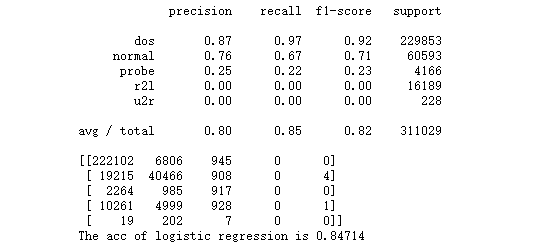 precision recall f1-score support
dos 0.87 0.97 0.92 229853
normal 0.76 0.67 0.71 60593
probe 0.25 0.22 0.23 4166
r2l 0.00 0.00 0.00 16189
u2r 0.00 0.00 0.00 228
avg / total 0.80 0.85 0.82 311029
[[222102 6806 945 0 0]
[ 19215 40466 908 0 4]
[ 2264 985 917 0 0]
[ 10261 4999 928 0 1]
[ 19 202 7 0 0]]
The acc of logistic regression is 0.84714